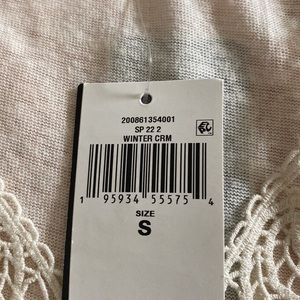 200861354001
SP 22 2
WINTER CRM
1 95934 55575 4
SIZE
S